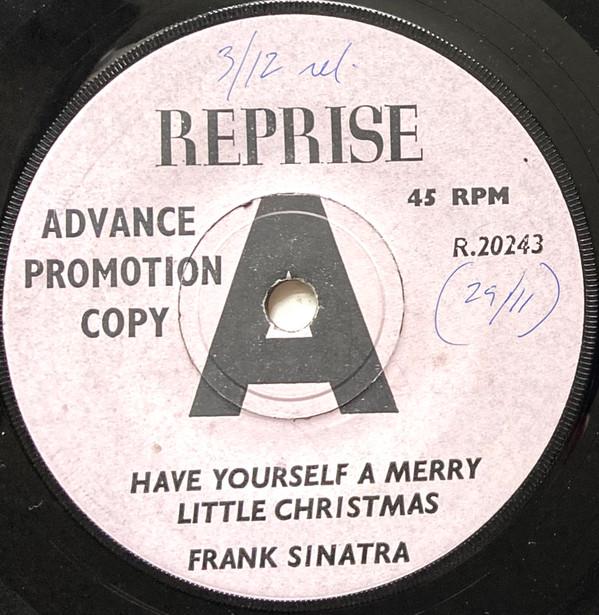 3/12 rel.
REPRISE
45 RPM
ADVANCE
PROMOTION
COPY
R.20243
(29/11)
A
HAVE YOURSELF A MERRY
LITTLE CHRISTMAS
FRANK SINATRA